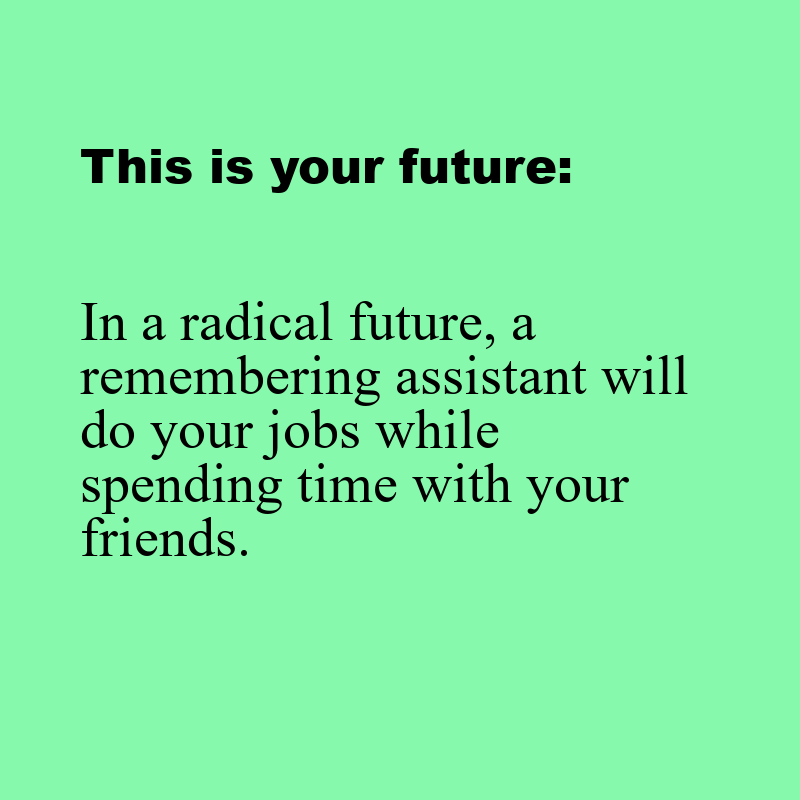 This is your future:
In a radical future, a
remembering assistant will
do your jobs while
spending time with your
friends.